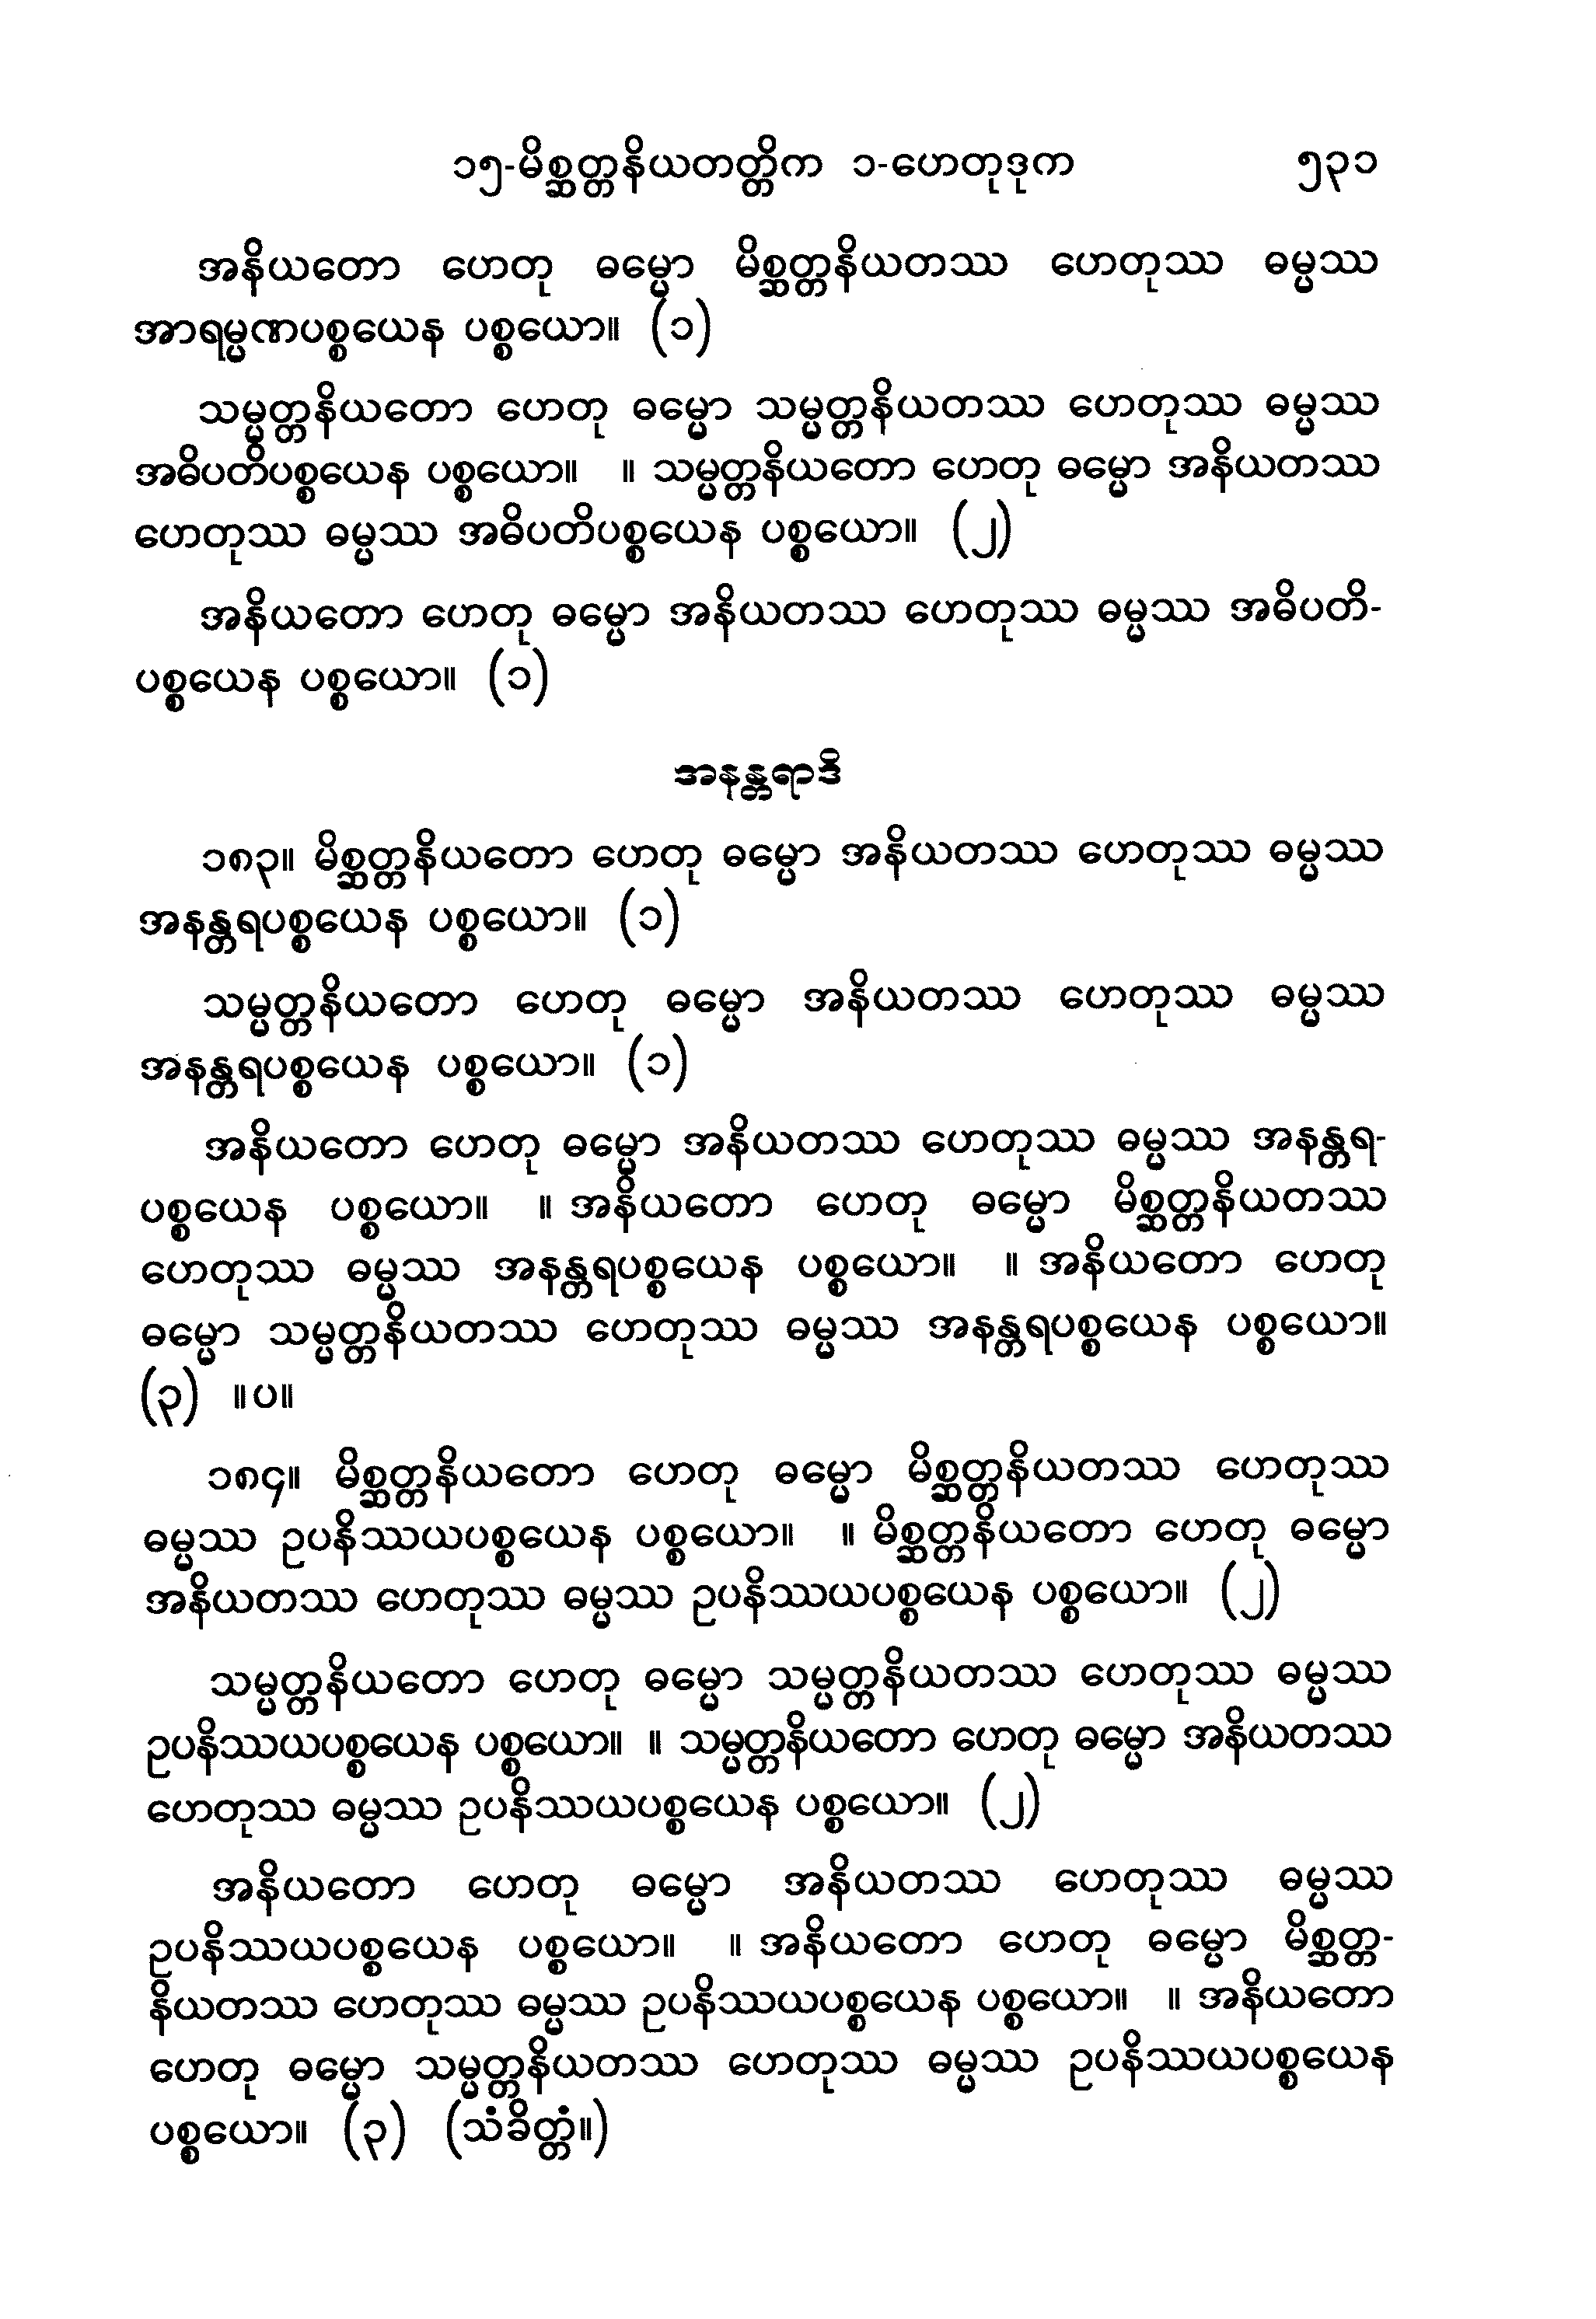 ၁၅-မိစ္ဆတ္တနိယတတ္တိက ၁-ဟေတုဒုက ၅၃၁
အနိယတော ဟေတု ဓမ္မော မိစ္ဆတ္တနိယတဿ ဟေတုဿ ဓမ္မဿ
အာရမ္မဏပစ္စယေန ပစ္စယော။ (၁)
သမ္မတ္တနိယတော ဟေတု ဓမ္မော သမ္မတ္တနိယတဿ ဟေတုဿ ဓမ္မဿ
အဓိပတိပစ္စယေန ပစ္စယော။ ။ သမ္မတ္တနိယတော ဟေတု ဓမ္မော အနိယတဿ
ဟေတုဿ ဓမ္မဿ အဓိပတိပစ္စယေန ပစ္စယော။ (၂)
အနိယတော ဟေတု ဓမ္မော အနိယတဿ ဟေတုဿ ဓမ္မဿ အဓိပတိ-
ပစ္စယေန ပစ္စယော။ (၁)
အနန္တရာဒိ
၁၈၃။ မိစ္ဆတ္တနိယတော ဟေတု ဓမ္မော အနိယတဿ ဟေတုဿ ဓမ္မဿ
အနန္တရပစ္စယေန ပစ္စယော။ (၁)
သမ္မတ္တနိယတော ဟေတု ဓမ္မော အနိယတဿ ဟေတုဿ ဓမ္မဿ
အနန္တရပစ္စယေန ပစ္စယော။ (၁)
အနိယတော ဟေတု ဓမ္မော အနိယတဿ ဟေတုဿ ဓမ္မဿ အနန္တရ-
ပစ္စယေန ပစ္စယော။ ။ အနိယတော ဟေတု ဓမ္မော မိစ္ဆတ္တနိယတဿ
ဟေတုဿ ဓမ္မဿ အနန္တရပစ္စယေန ပစ္စယော။ ။ အနိယတော ဟေတု
ဓမ္မော သမ္မတ္တနိယတဿ ဟေတုဿ ဓမ္မဿ အနန္တရပစ္စယေန ပစ္စယော။
(၃) ။ပ။
၁၈၄။ မိစ္ဆတ္တနိယတော ဟေတု ဓမ္မော မိစ္ဆတ္တနိယတဿ ဟေတုဿ
ဓမ္မဿ ဥပနိဿယပစ္စယေန ပစ္စယော။ ။ မိစ္ဆတ္တနိယတော ဟေတု ဓမ္မော
အနိယတဿ ဟေတုဿ ဓမ္မဿ ဥပနိဿယပစ္စယေန ပစ္စယော။ (၂)
သမ္မတ္တနိယတော ဟေတု ဓမ္မော သမ္မတ္တနိယတဿ ဟေတုဿ ဓမ္မဿ
ဥပနိဿယပစ္စယေန ပစ္စယော။ ။ သမ္မတ္တနိယတော ဟေတု ဓမ္မော အနိယတဿ
ဟေတုဿ ဓမ္မဿ ဥပနိဿယပစ္စယေန ပစ္စယော။ (၂)
အနိယတော ဟေတု ဓမ္မော အနိယတဿ ဟေတုဿ ဓမ္မဿ
ဥပနိဿယပစ္စယေန ပစ္စယော။ ။ အနိယတော ဟေတု ဓမ္မော မိစ္ဆတ္တ-
နိယတဿ ဟေတုဿ ဓမ္မဿ ဥပနိဿယပစ္စယေန ပစ္စယော။ ။ အနိယတော
ဟေတု ဓမ္မော သမ္မတ္တနိယတဿ ဟေတုဿ ဓမ္မဿ ဥပနိဿယပစ္စယေန
ပစ္စယော။ (၃) (သံခိတ္တံ။)